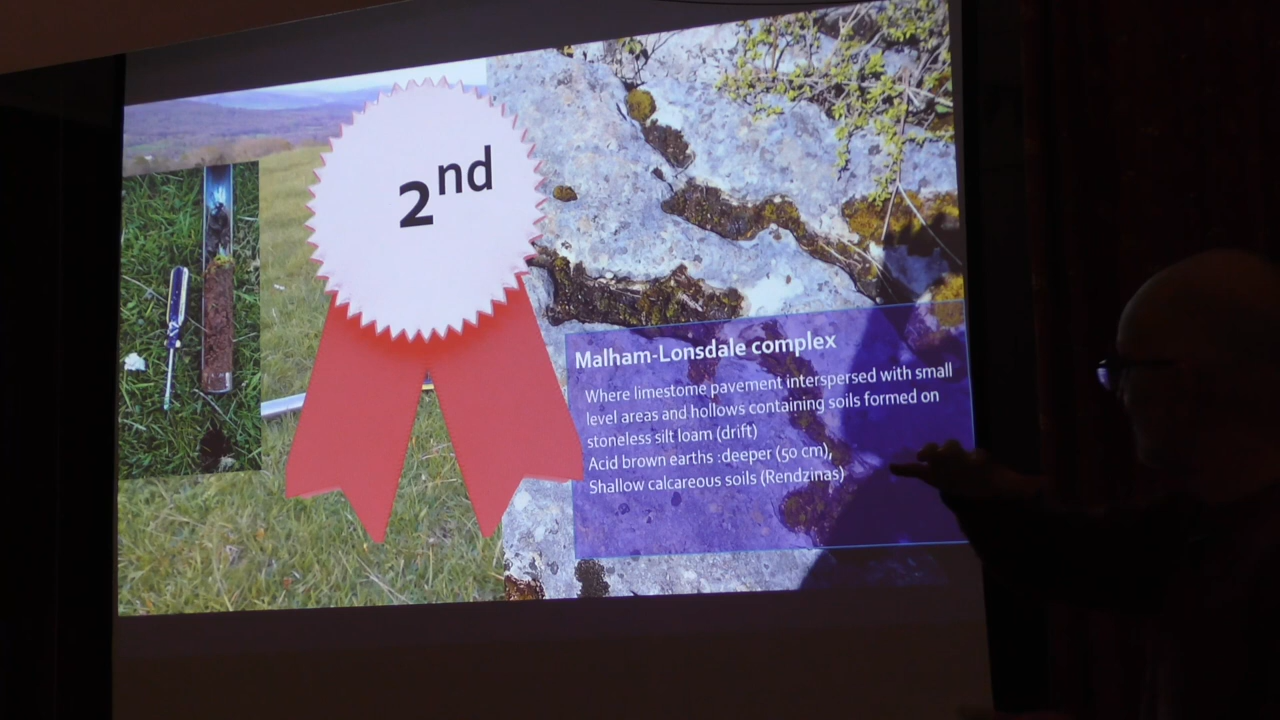 2nd
Malham-Lonsdale complex
Where limestome pavement interspersed with small
level areas and hollows containing soils formed on
stoneless silt loam (drift)
Acid brown earths :deeper (50 cm),
Shallow calcareous soils (Rendzinas)